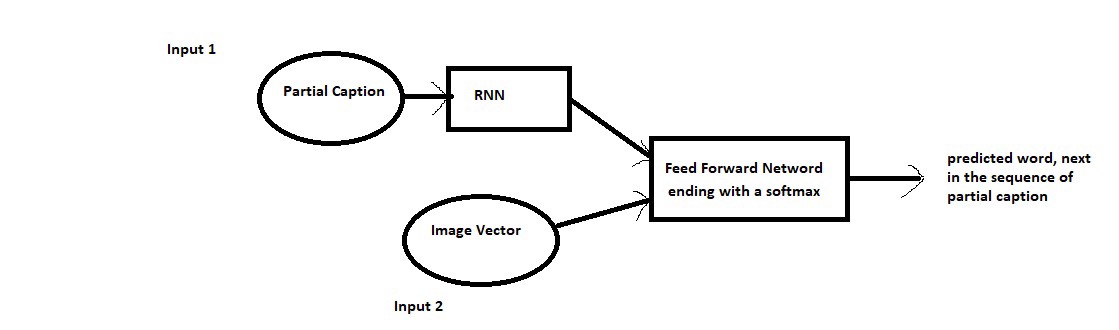 Input 1
Partial Caption
RNN
Feed Forward Netword
ending with a softmax
predicted word, next
in the sequence of
partial caption
Image Vector
Input 2